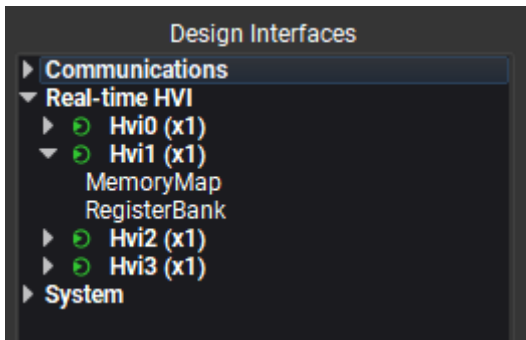 Design Interfaces
Communications
Real-time HVI
Hvi0 (x1)
Hvi1 (x1)
MemoryMap
RegisterBank
Hvi2 (x1)
Hvi3 (x1)
System